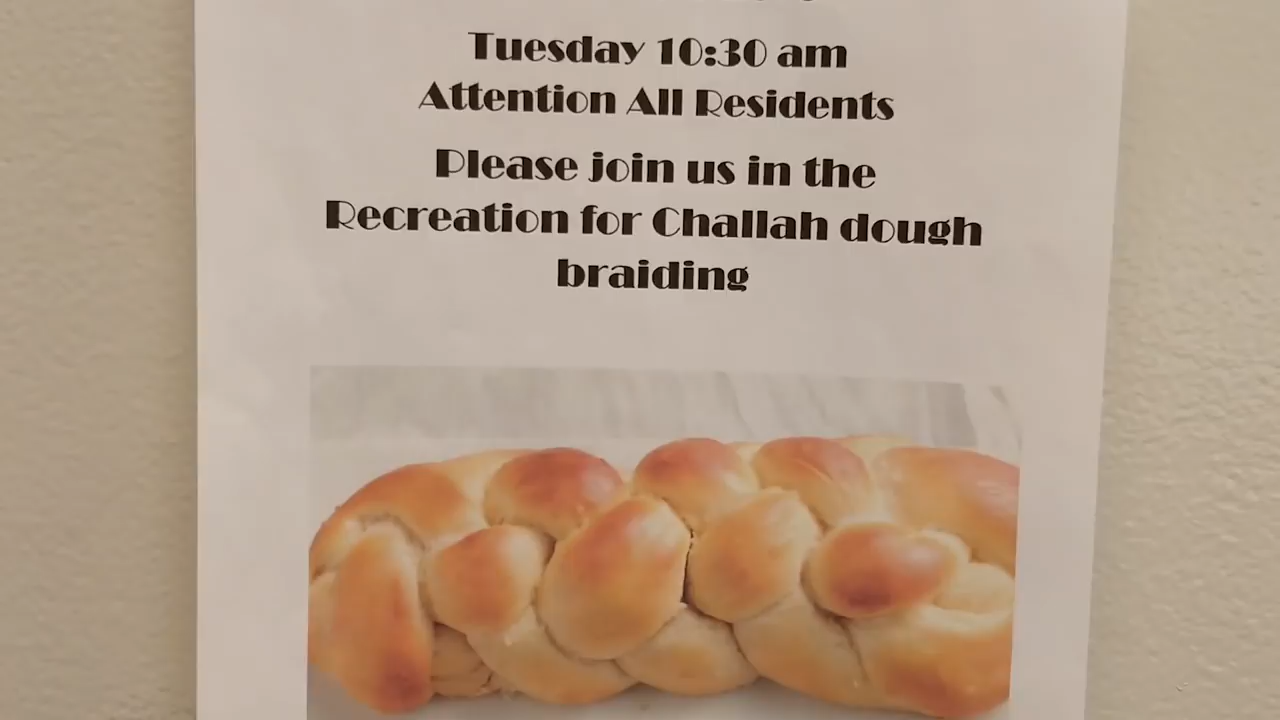 Tuesday 10:30 am
Attention All Residents
Please join us in the
Recreation for Challah dough
braiding